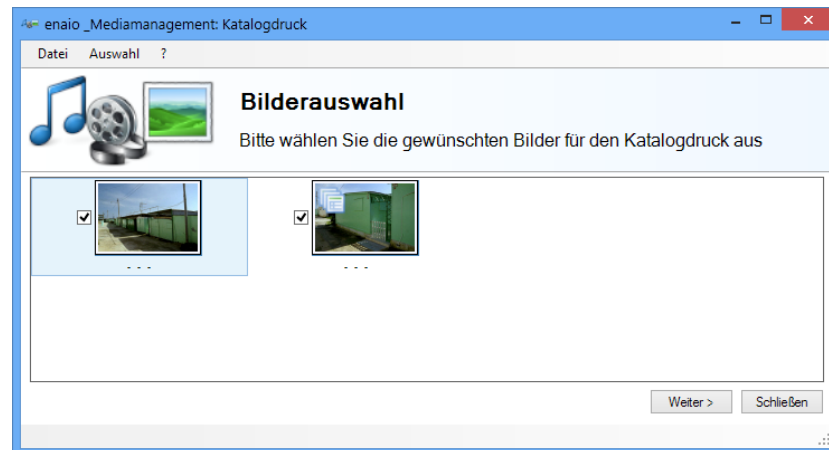 enaio _Mediamanagement: Katalogdruck
Datei Auswahl ?
Bilderauswahl
Bitte wählen Sie die gewünschten Bilder für den Katalogdruck aus
- - -
- - -
Weiter > Schließen